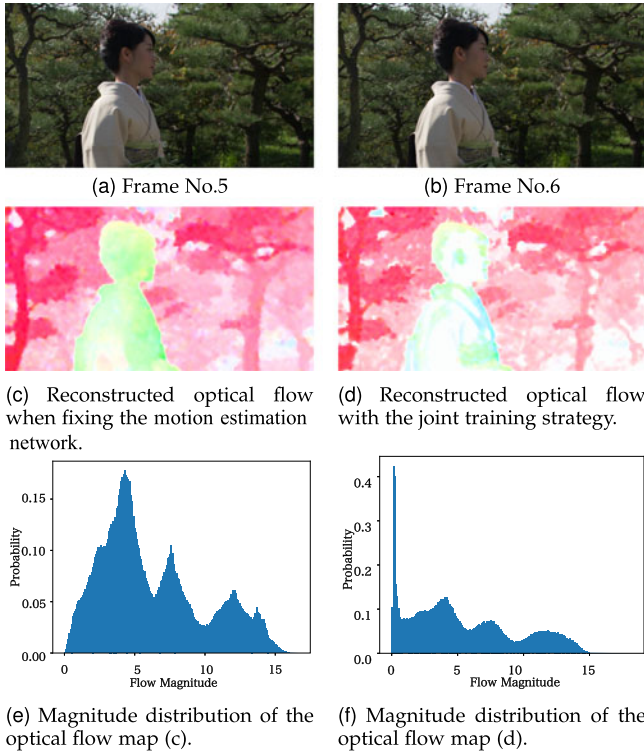 (a) Frame No.5
(b) Frame No.6
(c) Reconstructed optical flow
when fixing the motion estimation
network.
(d) Reconstructed optical flow
with the joint training strategy.
0.15
0.10
0.05
0.00
Probability
0 5 10 15
Flow Magnitude
0.4
0.3
0.2
0.1
0.0
Probability
0 5 10 15
Flow Magnitude
(e) Magnitude distribution of the
optical flow map (c).
(f) Magnitude distribution of the
optical flow map (d).